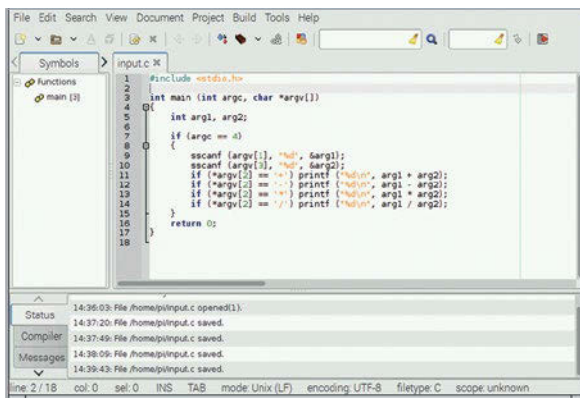 File Edit Search View Document Project Build Tools Help
Symbols
input.c
Functions
main [3]
1 #include <stdio.h>
2
3 int main (int argc, char *argv[])
4 {
5 int arg1, arg2;
6
7 if (argc == 4)
8 {
9 sscanf (argv[1], "%d", &arg1);
10 sscanf (argv[3], "%d", &arg2);
11 if (*argv[2] == '+') printf ("%d\n", arg1 + arg2);
12 if (*argv[2] == '-') printf ("%d\n", arg1 - arg2);
13 if (*argv[2] == '*') printf ("%d\n", arg1 * arg2);
14 if (*argv[2] == '/') printf ("%d\n", arg1 / arg2);
15 }
16 return 0;
17 }
18
Status
Compiler
Messages
14:36:03: File /home/pi/input.c opened(1).
14:37:20: File /home/pi/input.c saved.
14:37:49: File /home/pi/input.c saved.
14:38:09: File /home/pi/input.c saved.
14:39:43: File /home/pi/input.c saved.
line: 2 / 18 col: 0 sel: 0 INS TAB mode: Unix (LF) encoding: UTF-8 filetype: C scope: unknown